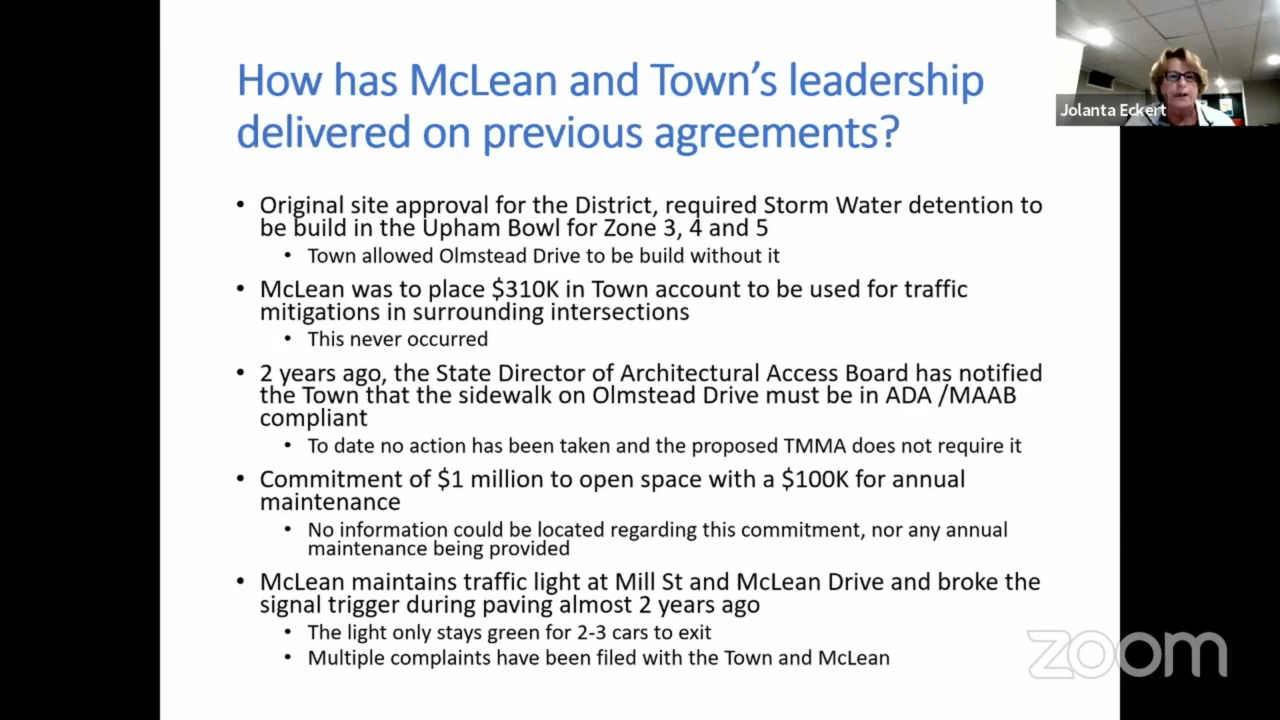 How has McLean and Town's leadership
delivered on previous agreements?
Jolanta Eckert
• Original site approval for the District, required Storm Water detention to
be build in the Upham Bowl for Zone 3, 4 and 5
• Town allowed Olmstead Drive to be build without it
• McLean was to place $310K in Town account to be used for traffic
mitigations in surrounding intersections
• This never occurred
• 2 years ago, the State Director of Architectural Access Board has notified
the Town that the sidewalk on Olmstead Drive must be in ADA /MAAB
compliant
• To date no action has been taken and the proposed TMMA does not require it
• Commitment of $1 million to open space with a $100K for annual
maintenance
• No information could be located regarding this commitment, nor any annual
maintenance being provided
• McLean maintains traffic light at Mill St and McLean Drive and broke the
signal trigger during paving almost 2 years ago
• The light only stays green for 2-3 cars to exit
• Multiple complaints have been filed with the Town and McLean
zoom